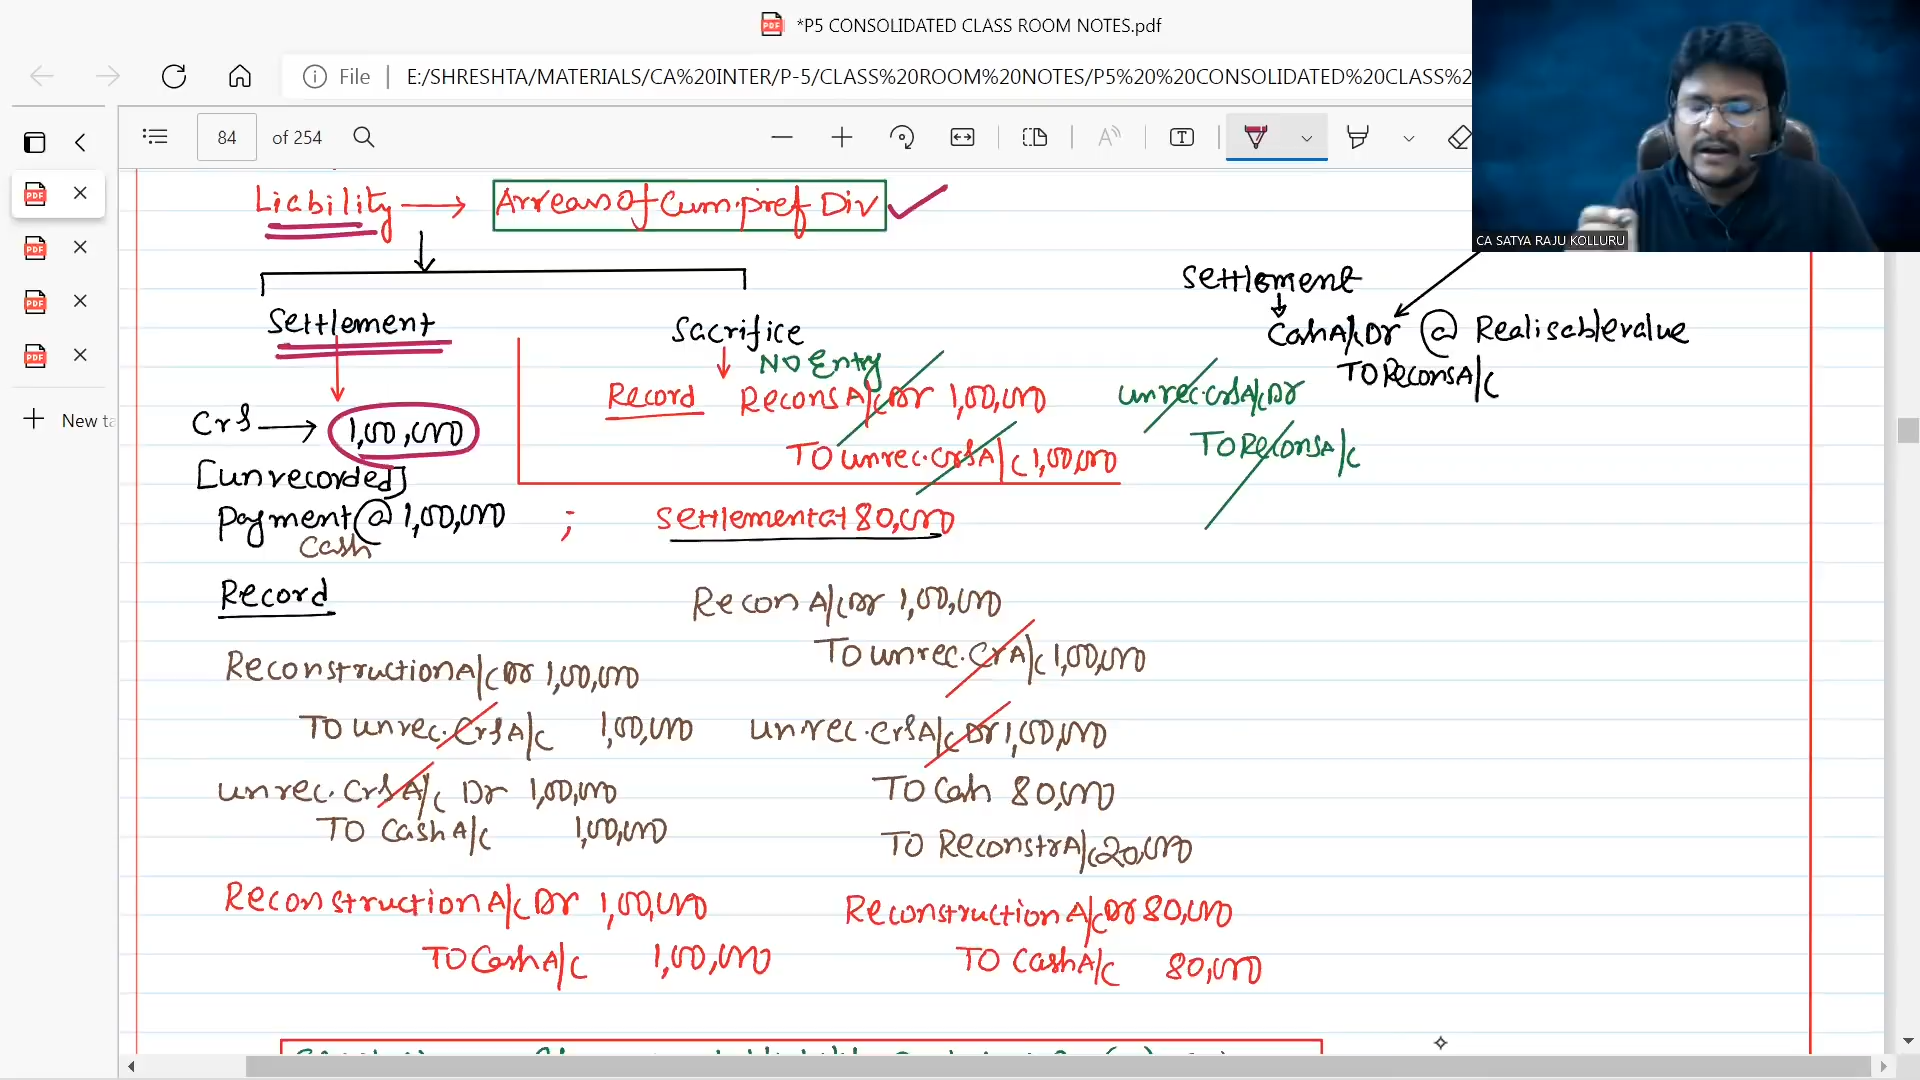 *P5 CONSOLIDATED CLASS ROOM NOTES.pdf
File E:/SHRESHTA/MATERIALS/CA%20INTER/P-5/CLASS%20ROOM%20NOTES/P5%20%20CONSOLIDATED%20CLASS%2
84 of 254
New ta
CA SATYA RAJU KOLLURU
Liability → Arrears Of Cum.pref Div
Settlement
Cash A/c Dr @ Realisable value
TO Recons A/c
Settlement
Sacrifice
NO Entry
Record Recons A/c Dr 1,00,000
TO unrec.Crs A/c 1,00,000
unrec.Crs A/c Dr
TO Recons A/c
Crs → 1,00,000
[unrecorded]
Payment @ 1,00,000 ; Settlement at 80,000
Cash
Record
Recon A/c Dr 1,00,000
TO unrec.Cr A/c 1,00,000
Reconstruction A/c Dr 1,00,000
TO unrec.Crs A/c 1,00,000
unrec.Crs A/c Dr 1,00,000
unrec.Crs A/c Dr 1,00,000
TO Cash A/c 1,00,000
TO Cash 80,000
TO Reconstr A/c 20,000
Reconstruction A/c Dr 1,00,000
TO Cash A/c 1,00,000
Reconstruction A/c Dr 80,000
TO Cash A/c 80,000